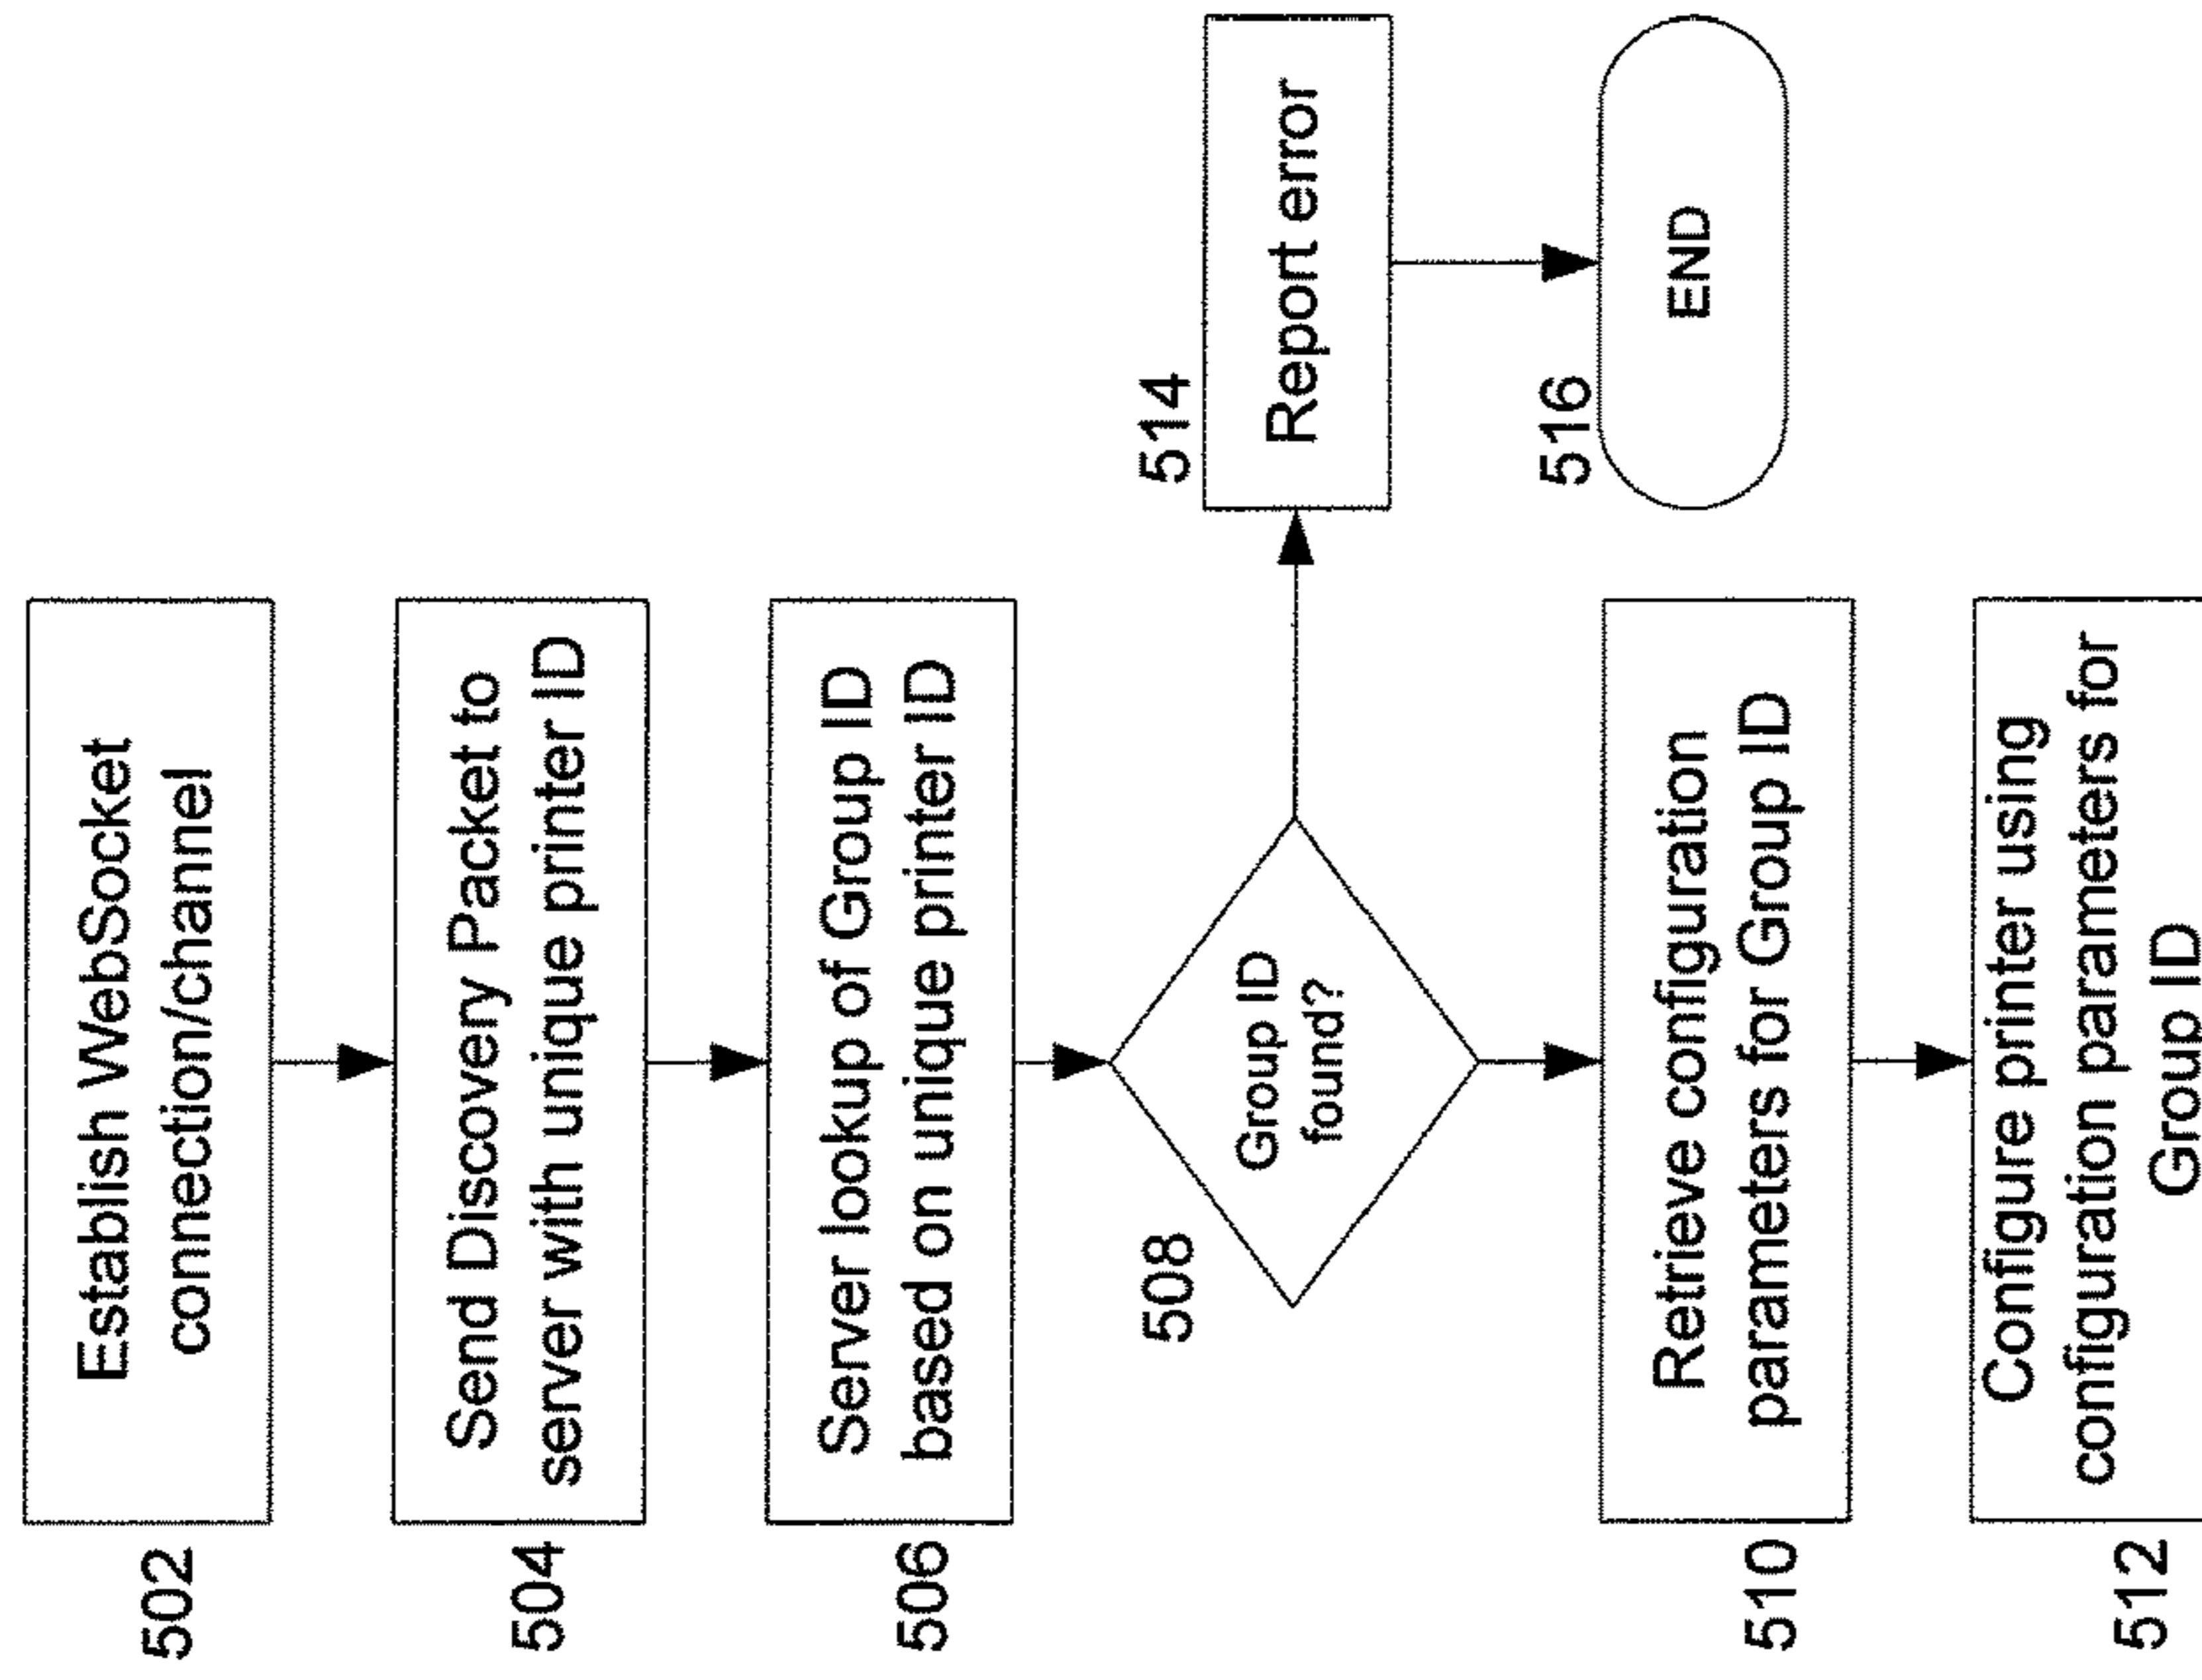 502
Establish WebSocket
connection/channel
504
Send Discovery Packet to
server with unique printer ID
506
Server lookup of Group ID
based on unique printer ID
508
Group ID
found?
514
Report error
516
END
510
Retrieve configuration
parameters for Group ID
512
Configure printer using
configuration parameters for
Group ID